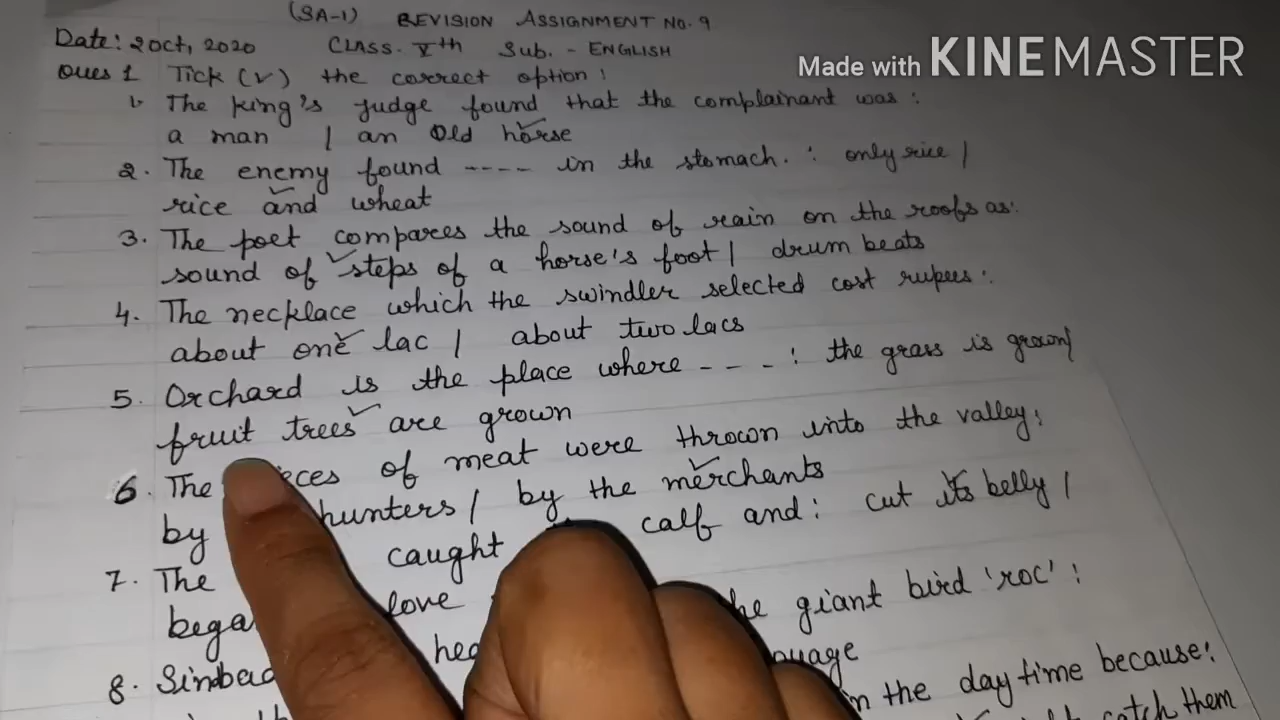 (SA-1) REVISION ASSIGNMENT NO. 9
Made with KINEMASTER
Date: 2 Oct, 2020 CLASS. Vth Sub. - ENGLISH
Ques 1 Tick (✓) the correct option:
1. The King's judge found that the complainant was:
a man / an old horse
2. The enemy found ---- in the stomach. : only rice /
rice and wheat
3. The poet compares the sound of rain on the roofs as:
sound of steps of a horse's foot / drum beats
4. The necklace which the swindler selected cost rupees:
about one lac / about two lacs
5. Orchard is the place where - - - : the grass is grown/
fruit trees are grown
6. The of meat were thrown into the valley:
by hunters / by the merchants
7. The caught calf and: cut its belly /
love
8. giant bird 'roc':
in the day time because:
catch them